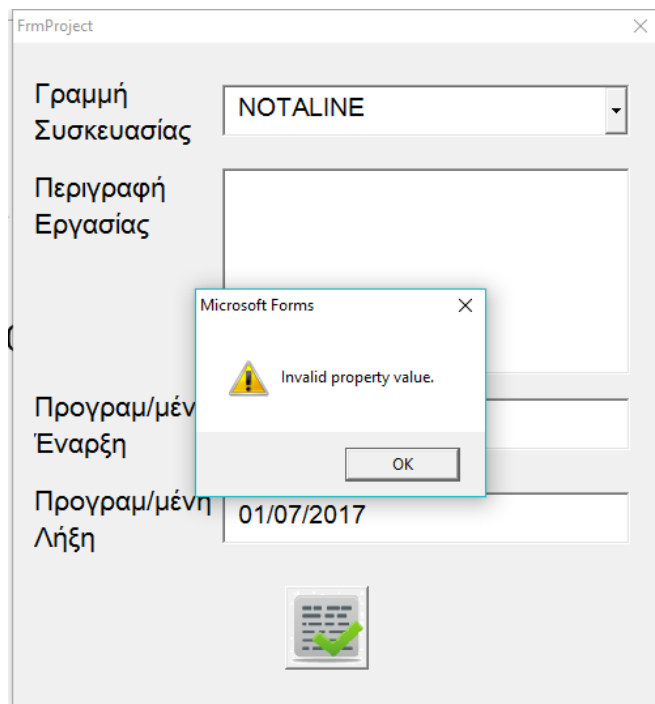 FrmProject
Γραμμή
Συσκευασίας
NOTALINE
Περιγραφή
Εργασίας
Microsoft Forms
Invalid property value.
OK
Προγραμ/μέν
Έναρξη
Προγραμ/μένη
Λήξη
01/07/2017